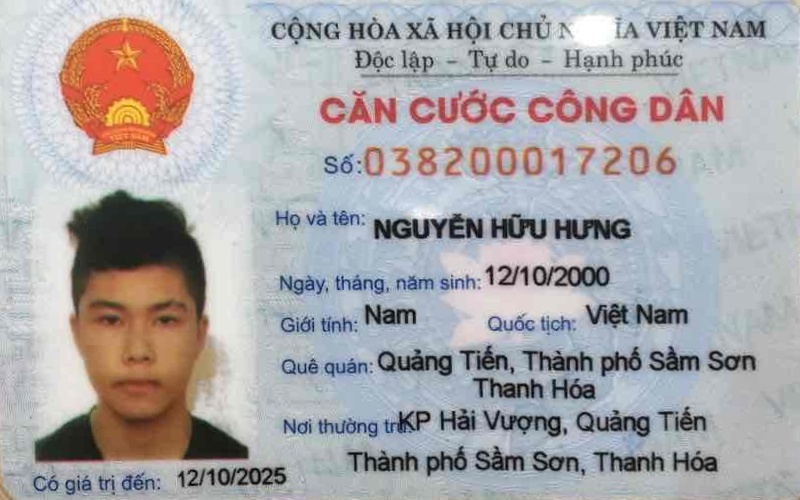 CỘNG HÒA XÃ HỘI CHỦ NGHĨA VIỆT NAM
Độc lập - Tự do - Hạnh phúc
CĂN CƯỚC CÔNG DÂN
Số: 038200017206
Họ và tên: NGUYỄN HỮU HƯNG
Ngày, tháng, năm sinh: 12/10/2000
Giới tính: Nam Quốc tịch: Việt Nam
Quê quán: Quảng Tiến, Thành phố Sầm Sơn
Thanh Hóa
Nơi thường trú: KP Hải Vượng, Quảng Tiến
Thành phố Sầm Sơn, Thanh Hóa
Có giá trị đến: 12/10/2025
VIỆT NAM